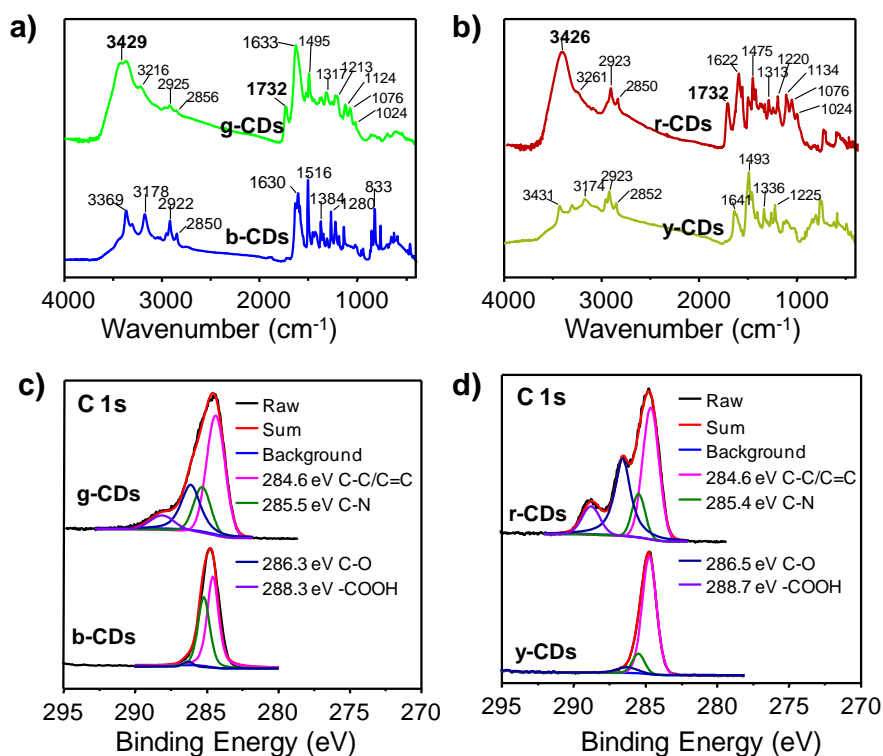 a)
3429
3216
2925
2856
1633
1495
1317
1213
1124
1076
1024
1732
g-CDs
3369
3178
2922
2850
1630
1516
1384
1280
833
b-CDs
4000 3000 2000 1000
Wavenumber (cm-1)
b)
3426
3261
2923
2850
1622
1475
1313
1220
1134
1076
1024
1732
r-CDs
3431
3174
2923
2852
1641
1493
1336
1225
y-CDs
4000 3000 2000 1000
Wavenumber (cm-1)
c)
C 1s
Raw
Sum
Background
284.6 eV C-C/C=C
285.5 eV C-N
g-CDs
286.3 eV C-O
288.3 eV -COOH
b-CDs
295 290 285 280 275 270
Binding Energy (eV)
d)
C 1s
Raw
Sum
Background
284.6 eV C-C/C=C
285.4 eV C-N
r-CDs
286.5 eV C-O
288.7 eV -COOH
y-CDs
295 290 285 280 275 270
Binding Energy (eV)